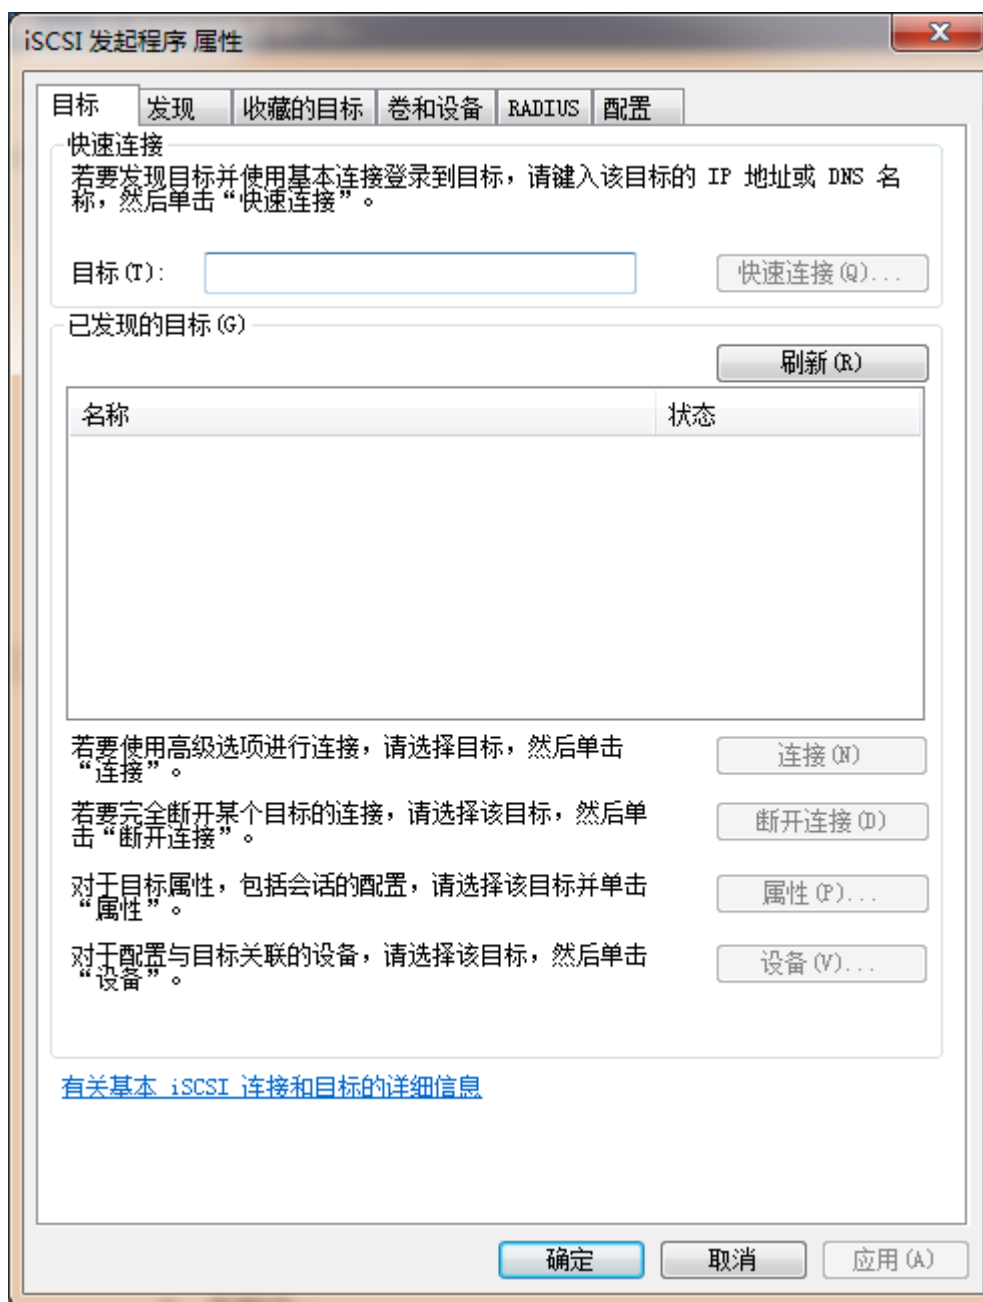 iSCSI 发起程序 属性
目标 发现 收藏的目标 卷和设备 RADIUS 配置
快速连接
若要发现目标并使用基本连接登录到目标，请键入该目标的 IP 地址或 DNS 名
称，然后单击“快速连接”。
目标(T): 快速连接(Q)...
已发现的目标(G)
刷新(R)
名称 状态
若要使用高级选项进行连接，请选择目标，然后单击
“连接”。
连接(N)
若要完全断开某个目标的连接，请选择该目标，然后单
击“断开连接”。
断开连接(D)
对于目标属性，包括会话的配置，请选择该目标并单击
“属性”。
属性(P)...
对于配置与目标关联的设备，请选择该目标，然后单击
“设备”。
设备(V)...
有关基本 iSCSI 连接和目标的详细信息
确定 取消 应用(A)